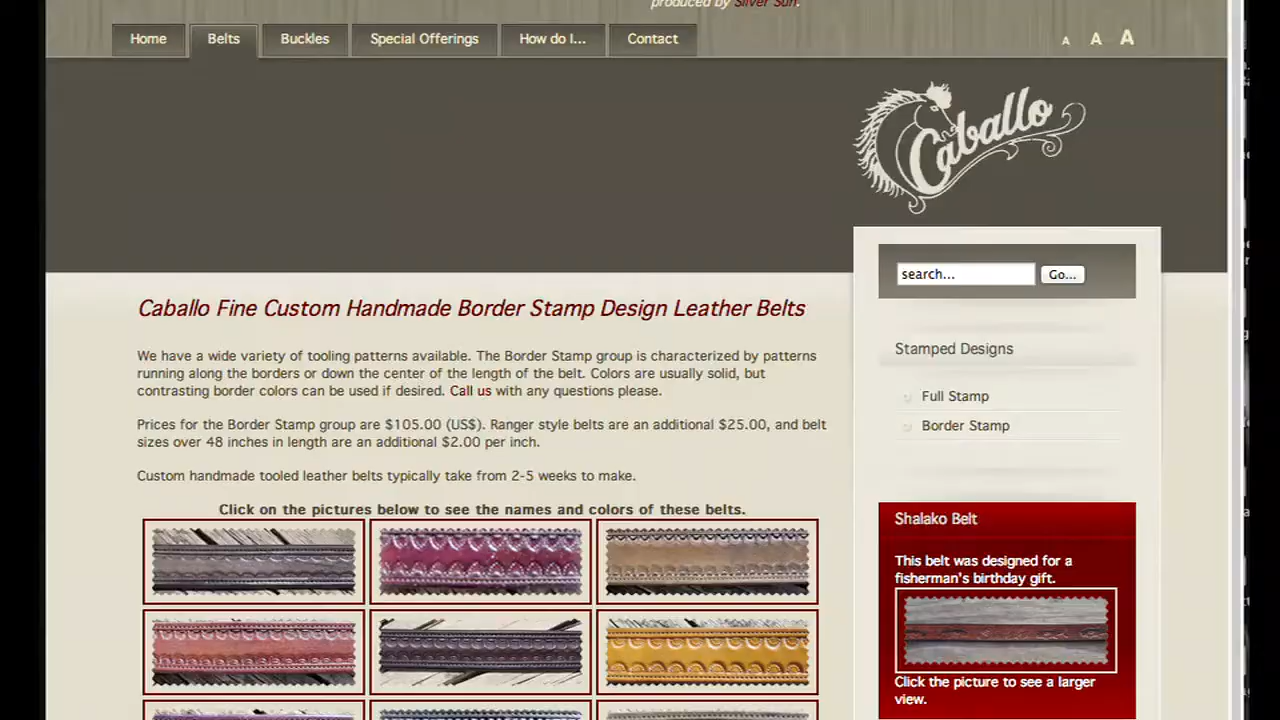 produced by Silver Sun.
Home Belts Buckles Special Offerings How do I... Contact
A A A
Caballo
search... Go...
Caballo Fine Custom Handmade Border Stamp Design Leather Belts
We have a wide variety of tooling patterns available. The Border Stamp group is characterized by patterns
running along the borders or down the center of the length of the belt. Colors are usually solid, but
contrasting border colors can be used if desired. Call us with any questions please.
Prices for the Border Stamp group are $105.00 (US$). Ranger style belts are an additional $25.00, and belt
sizes over 48 inches in length are an additional $2.00 per inch.
Custom handmade tooled leather belts typically take from 2-5 weeks to make.
Click on the pictures below to see the names and colors of these belts.
Stamped Designs
Full Stamp
Border Stamp
Shalako Belt
This belt was designed for a
fisherman's birthday gift.
Click the picture to see a larger
view.